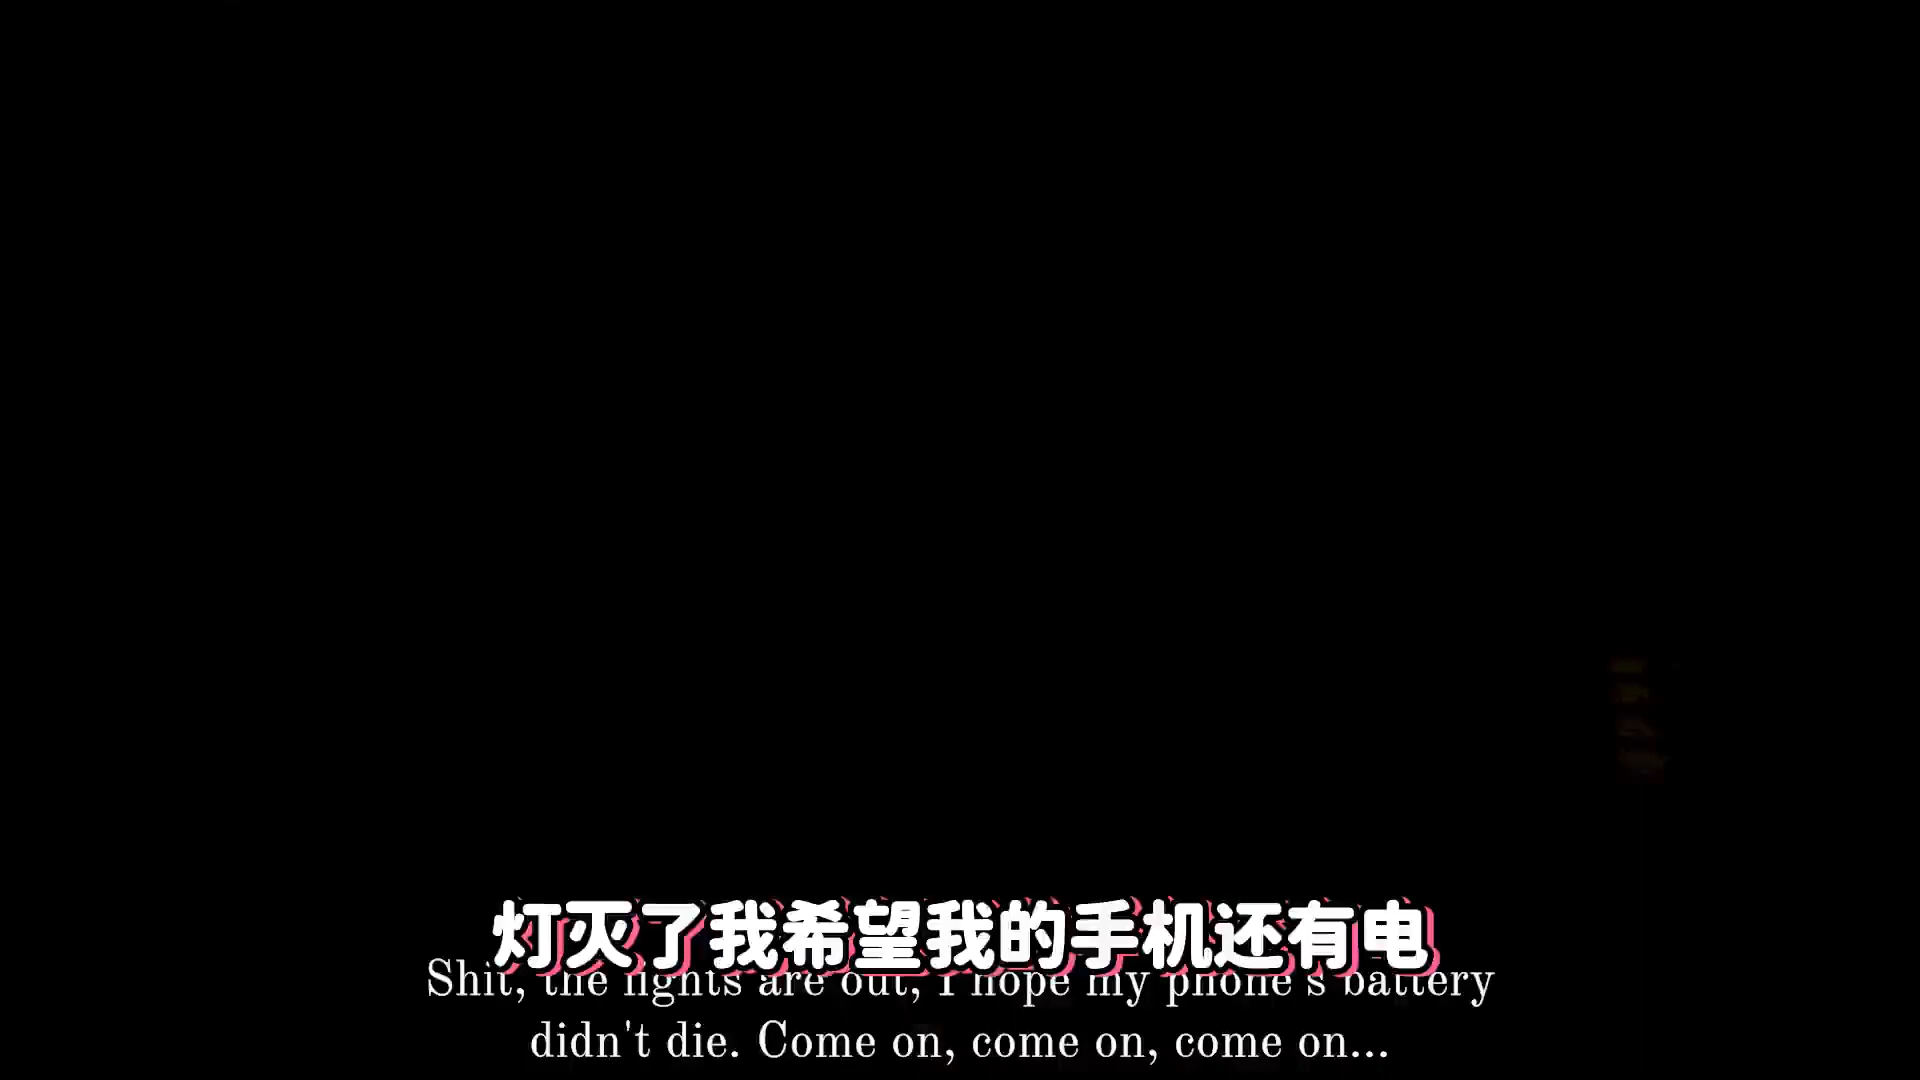 灯灭了我希望我的手机还有电
Shit, the lights are out, I hope my phone's battery
didn't die. Come on, come on, come on...